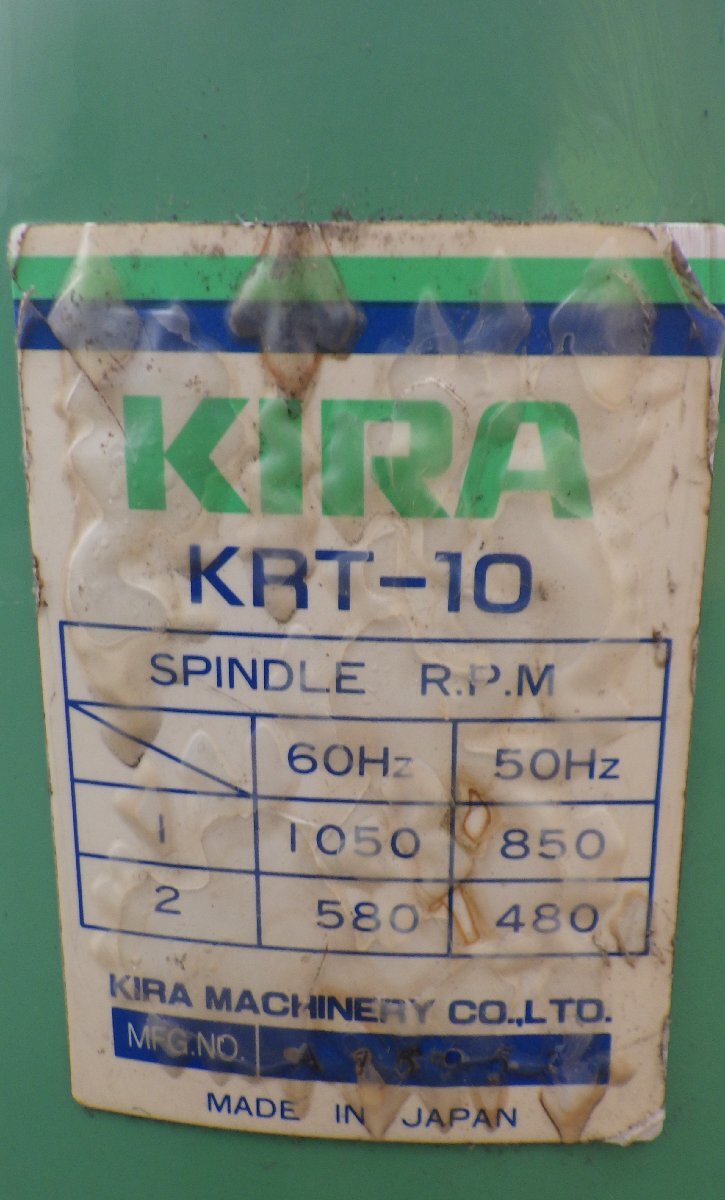 KIRA
KRT-10
SPINDLE R.P.M
60Hz 50Hz
1 1050 850
2 580 480
KIRA MACHINERY CO.,LTD.
MFG.NO.
MADE IN JAPAN